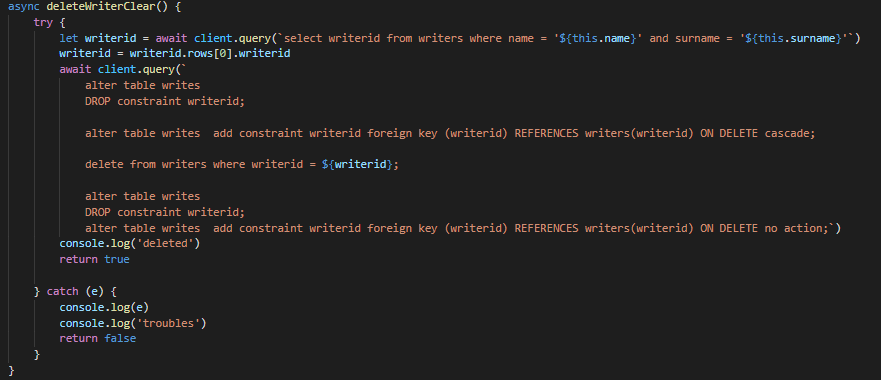 async deleteWriterClear() {
try {
let writerid = await client.query(`select writerid from writers where name = '${this.name}' and surname = '${this.surname}'`)
writerid = writerid.rows[0].writerid
await client.query(`
alter table writes
DROP constraint writerid;
alter table writes  add constraint writerid foreign key (writerid) REFERENCES writers(writerid) ON DELETE cascade;
delete from writers where writerid = ${writerid};
alter table writes
DROP constraint writerid;
alter table writes  add constraint writerid foreign key (writerid) REFERENCES writers(writerid) ON DELETE no action;`)
console.log('deleted')
return true
} catch (e) {
console.log(e)
console.log('troubles')
return false
}
}